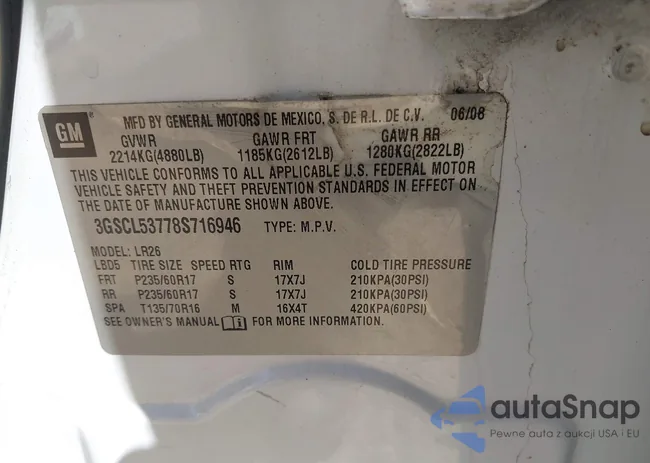 GM ® MFD BY GENERAL MOTORS DE MEXICO, S. DE R.L. DE C.V. 06/08
GVWR GAWR FRT GAWR RR
2214KG(4880LB) 1185KG(2612LB) 1280KG(2822LB)
THIS VEHICLE CONFORMS TO ALL APPLICABLE U.S. FEDERAL MOTOR
VEHICLE SAFETY AND THEFT PREVENTION STANDARDS IN EFFECT ON
THE DATE OF MANUFACTURE SHOWN ABOVE.
3GSCL53778S716946 TYPE: M.P.V.
MODEL: LR26
LBD5 TIRE SIZE SPEED RTG RIM COLD TIRE PRESSURE
FRT P235/60R17 S 17X7J 210KPA(30PSI)
RR P235/60R17 S 17X7J 210KPA(30PSI)
SPA T135/70R16 M 16X4T 420KPA(60PSI)
SEE OWNER'S MANUAL FOR MORE INFORMATION.
autoSnap
Pewne auta z aukcji USA i EU